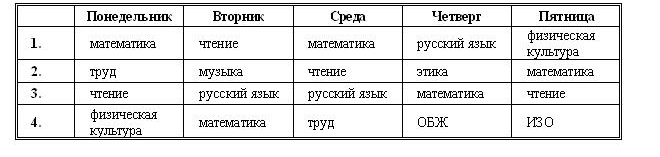 Понедельник Вторник Среда Четверг Пятница
1. математика чтение математика русский язык физическая культура
2. труд музыка чтение этика математика
3. чтение русский язык русский язык математика чтение
4. физическая культура математика труд ОБЖ ИЗО